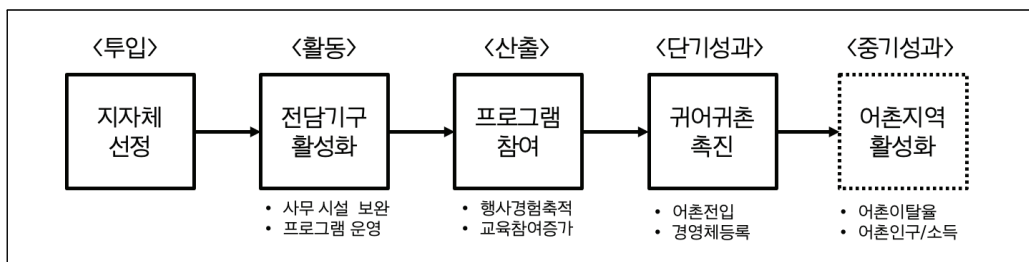 〈투입〉 〈활동〉 〈산출〉 〈단기성과〉 〈중기성과〉
지자체
선정
전담기구
활성화
프로그램
참여
귀어귀촌
촉진
어촌지역
활성화
• 사무 시설 보완
• 프로그램 운영
• 행사경험축적
• 교육참여증가
• 어촌전입
• 경영체등록
• 어촌이탈율
• 어촌인구/소득